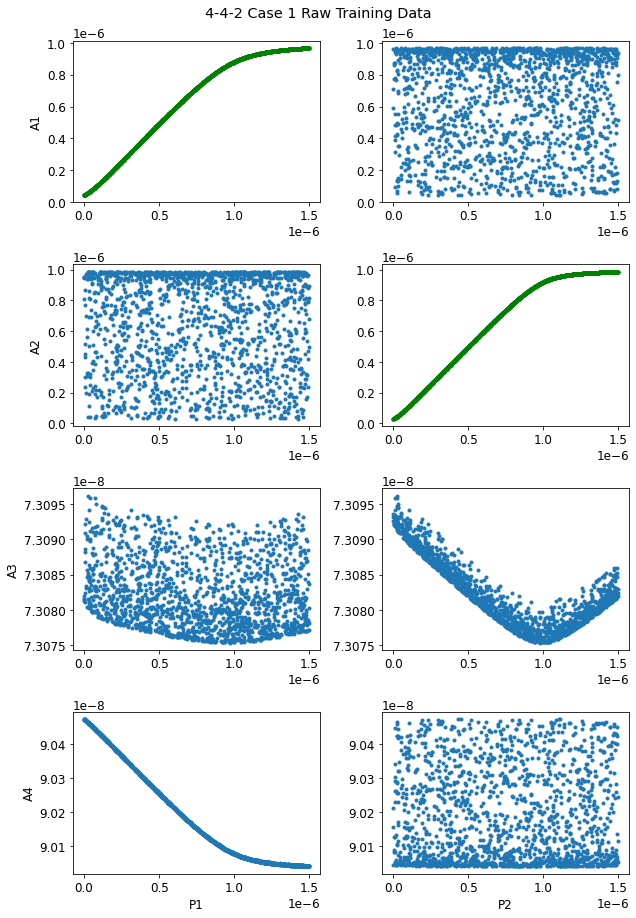 4-4-2 Case 1 Raw Training Data
1e−6 1e−6
1.0 1.0
0.8 0.8
0.6 0.6
A1
0.4 0.4
0.2 0.2
0.0 0.0
0.0 0.5 1.0 1.5 0.0 0.5 1.0 1.5
1e−6 1e−6
1e−6 1e−6
1.0 1.0
0.8 0.8
0.6 0.6
A2
0.4 0.4
0.2 0.2
0.0 0.0
0.0 0.5 1.0 1.5 0.0 0.5 1.0 1.5
1e−6 1e−6
1e−8 1e−8
7.3095 7.3095
7.3090 7.3090
7.3085 7.3085
A3
7.3080 7.3080
7.3075 7.3075
0.0 0.5 1.0 1.5 0.0 0.5 1.0 1.5
1e−6 1e−6
1e−8 1e−8
9.04 9.04
9.03 9.03
A4
9.02 9.02
9.01 9.01
0.0 0.5 1.0 1.5 0.0 0.5 1.0 1.5
P1 1e−6 P2 1e−6